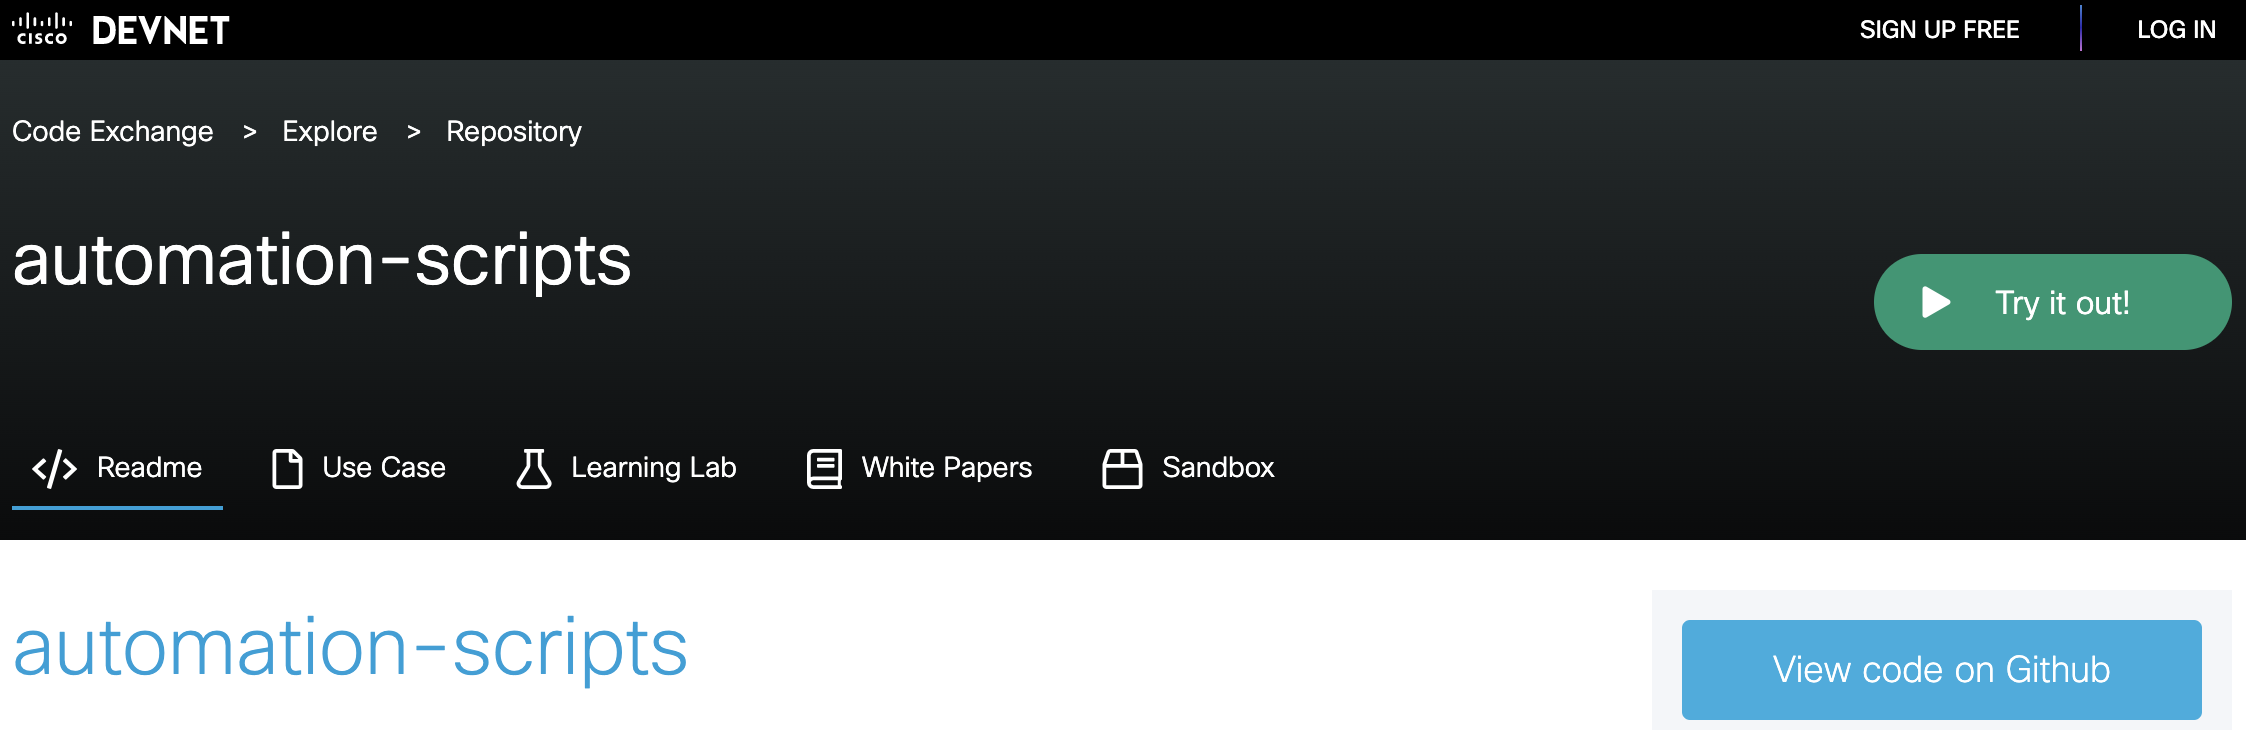 CISCO DEVNET SIGN UP FREE LOG IN
Code Exchange > Explore > Repository
automation-scripts
Try it out!
Readme Use Case Learning Lab White Papers Sandbox
automation-scripts
View code on Github